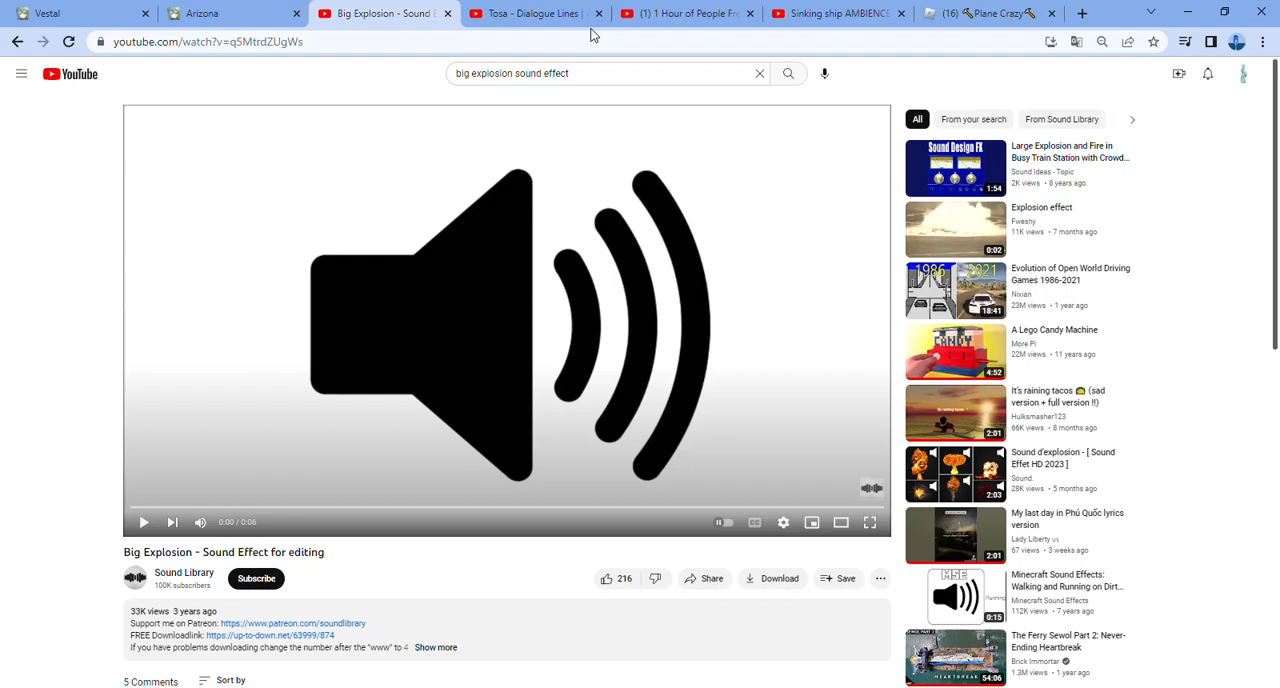 Vestal
Arizona
Big Explosion - Sound E
Tosa - Dialogue Lines |
(1) 1 Hour of People Fr
Sinking ship AMBIENCE
(16) 🔨Plane Crazy🔨
youtube.com/watch?v=q5MtrdZUgWs
YouTube
big explosion sound effect
All
From your search
From Sound Library
Sound Design FX
1:54
Large Explosion and Fire in
Busy Train Station with Crowd...
Sound Ideas - Topic
2K views • 8 years ago
0:02
Explosion effect
Fweshy
11K views • 7 months ago
1986 2021
18:41
Evolution of Open World Driving
Games 1986-2021
Nixian
23M views • 1 year ago
CANDY
4:52
A Lego Candy Machine
More Pi
22M views • 11 years ago
2:01
It's raining tacos 🌮 (sad
version + full version !!)
Hulksmasher123
66K views • 8 months ago
2:03
Sound d'explosion - [ Sound
Effet HD 2023 ]
Sound.
28K views • 5 months ago
2:01
My last day in Phú Quốc lyrics
version
Lady Liberty us
67 views • 3 weeks ago
MSE
Running
0:15
Minecraft Sound Effects:
Walking and Running on Dirt...
Minecraft Sound Effects
112K views • 7 years ago
HEARTBREAK
54:06
The Ferry Sewol Part 2: Never-
Ending Heartbreak
Brick Immortar
1.3M views • 1 year ago
0:00 / 0:06
CC
Big Explosion - Sound Effect for editing
Sound Library
100K subscribers
Subscribe
216
Share
Download
Save
33K views 3 years ago
Support me on Patreon: https://www.patreon.com/soundlibrary
FREE Downloadlink: https://up-to-down.net/63999/874
If you have problems downloading change the number after the "www" to 4 Show more
5 Comments
Sort by